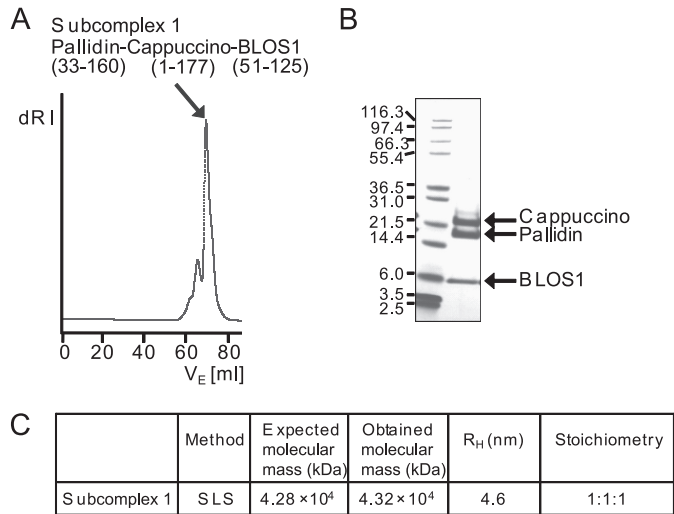 A
Subcomplex 1
Pallidin-Cappuccino-BLOS1
(33-160) (1-177) (51-125)
dRI
0 20 40 60 80
VE [ml]
B
116.3
97.4
66.3
55.4
36.5
31.0
21.5
14.4
6.0
3.5
2.5
Cappuccino
Pallidin
BLOS1
C
Method
Expected molecular mass (kDa)
Obtained molecular mass (kDa)
RH (nm)
Stoichiometry
Subcomplex 1 SLS 4.28 ×10⁴ 4.32 ×10⁴ 4.6 1:1:1